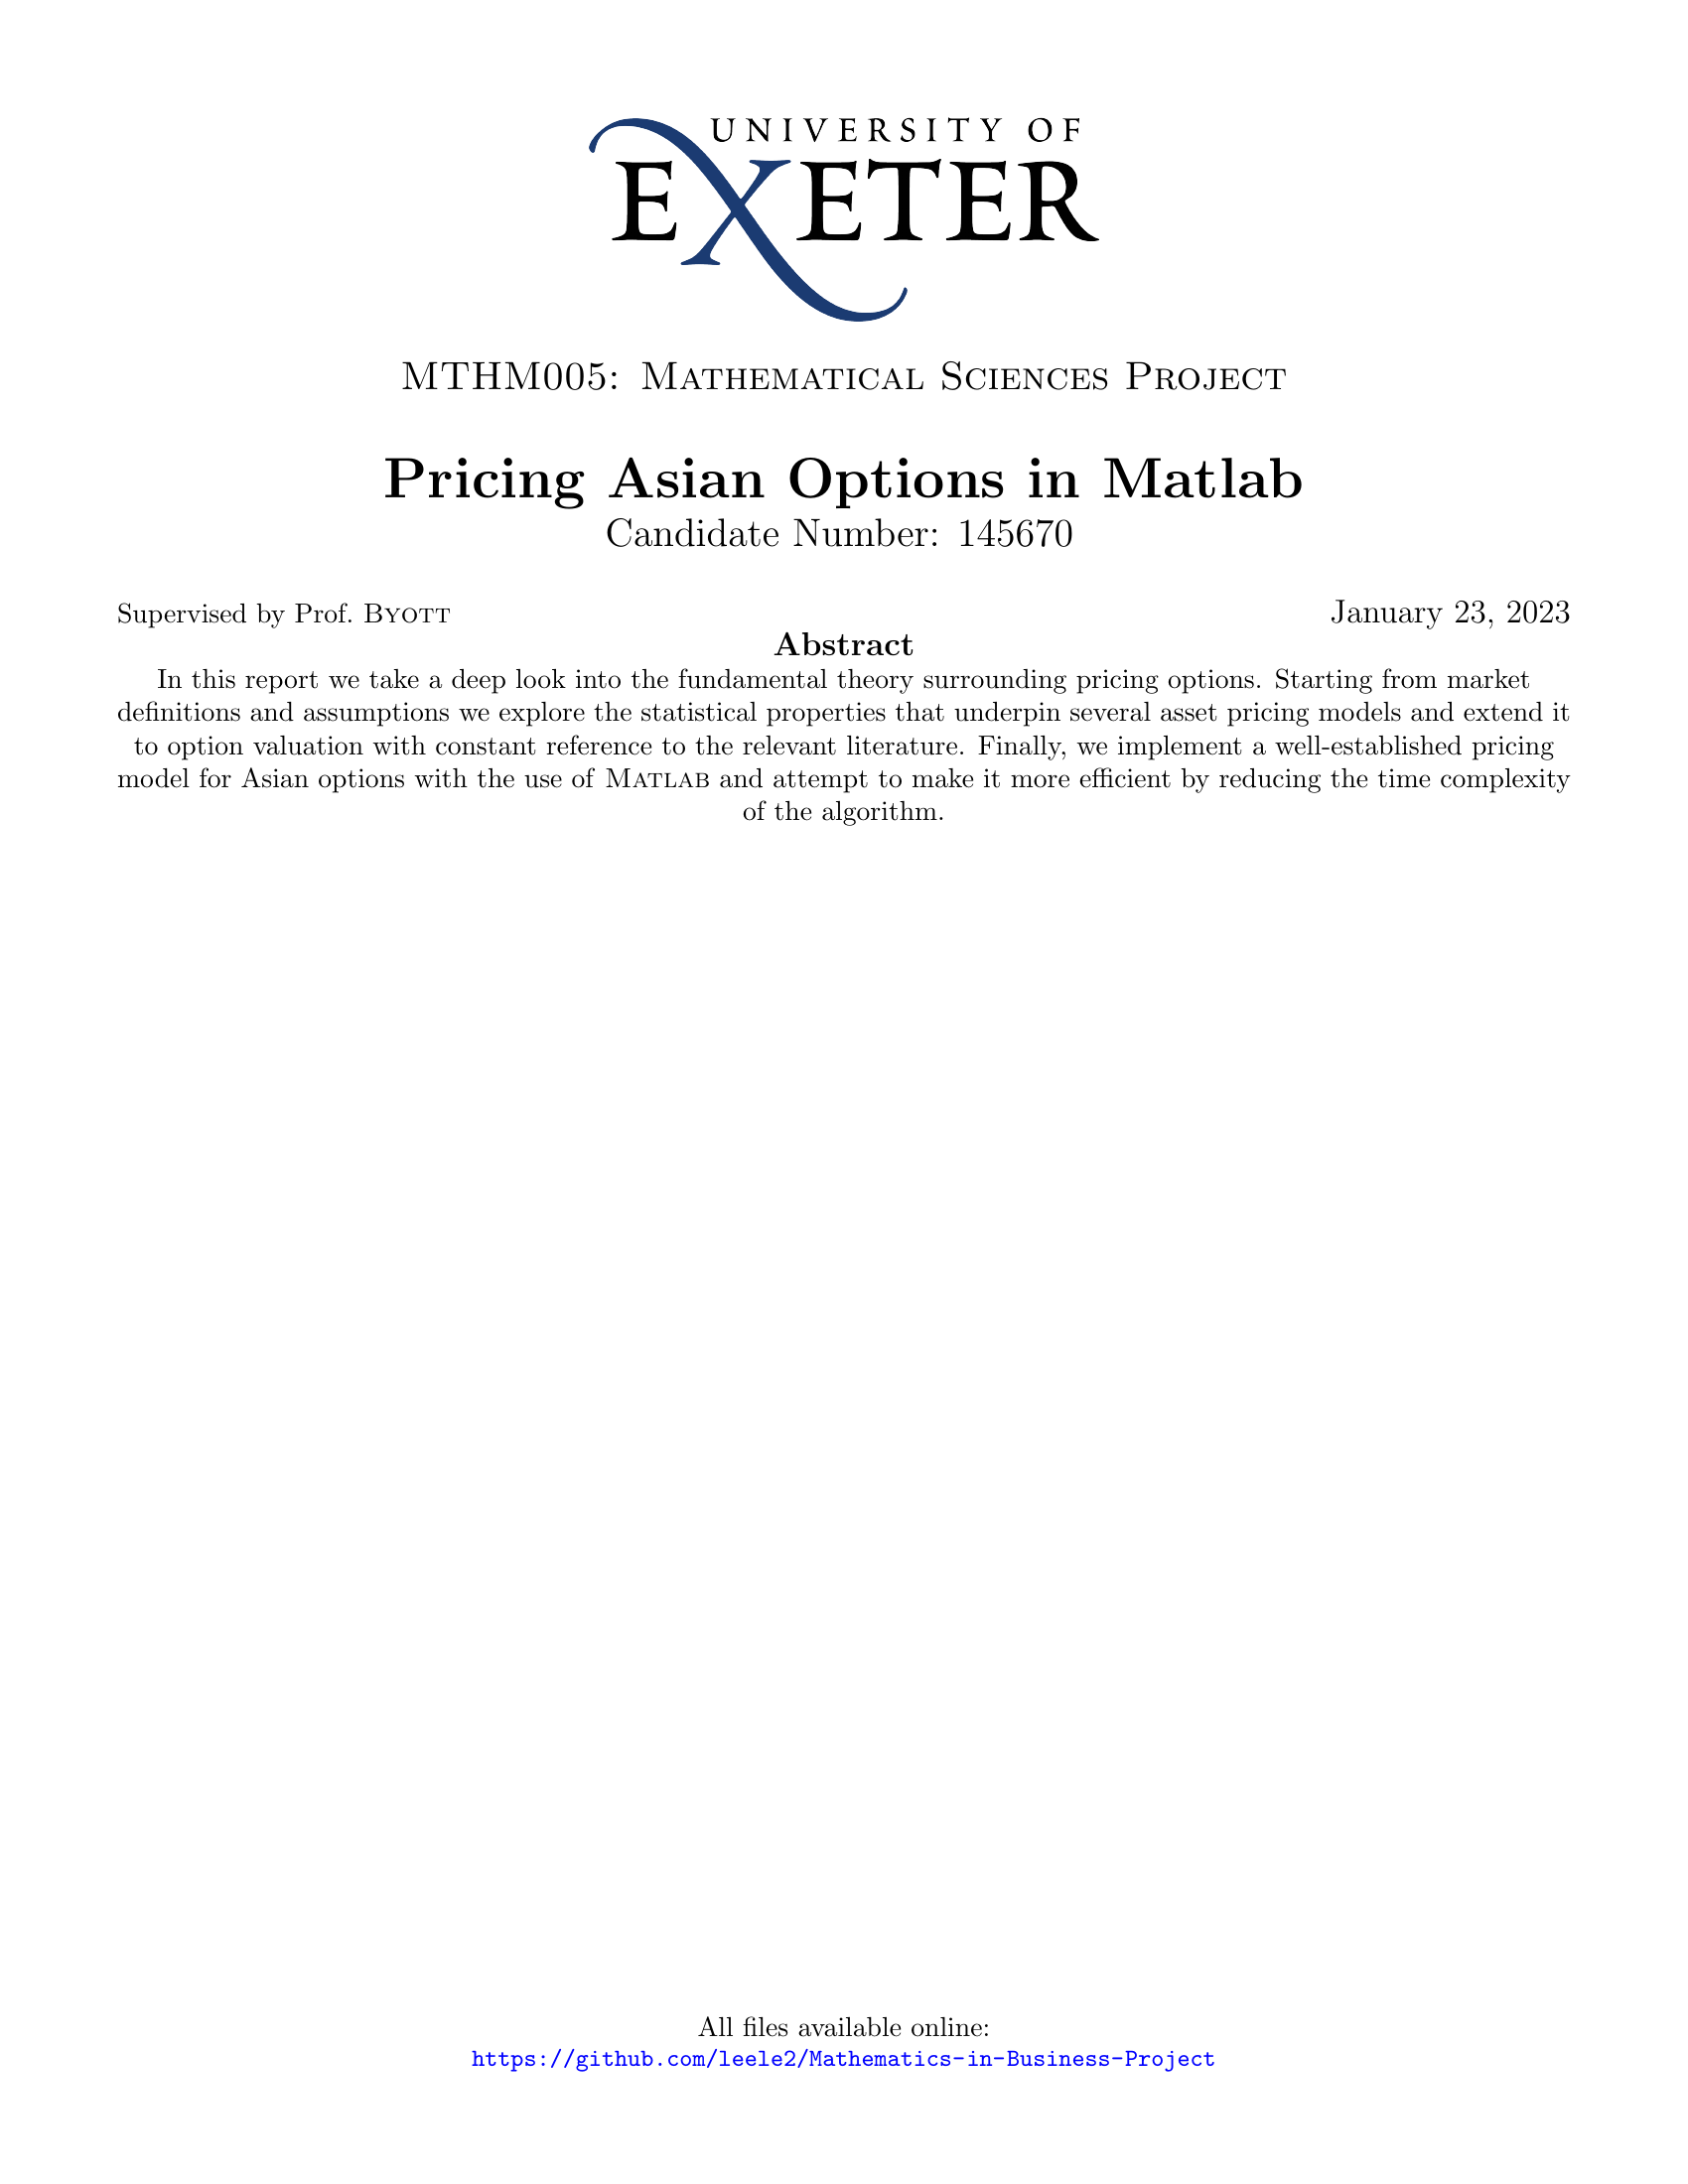 UNIVERSITY OF
EXETER
MTHM005: Mathematical Sciences Project
Pricing Asian Options in Matlab
Candidate Number: 145670
Supervised by Prof. Byott
January 23, 2023
Abstract
In this report we take a deep look into the fundamental theory surrounding pricing options. Starting from market
definitions and assumptions we explore the statistical properties that underpin several asset pricing models and extend it
to option valuation with constant reference to the relevant literature. Finally, we implement a well-established pricing
model for Asian options with the use of Matlab and attempt to make it more efficient by reducing the time complexity
of the algorithm.
All files available online:
https://github.com/leele2/Mathematics-in-Business-Project